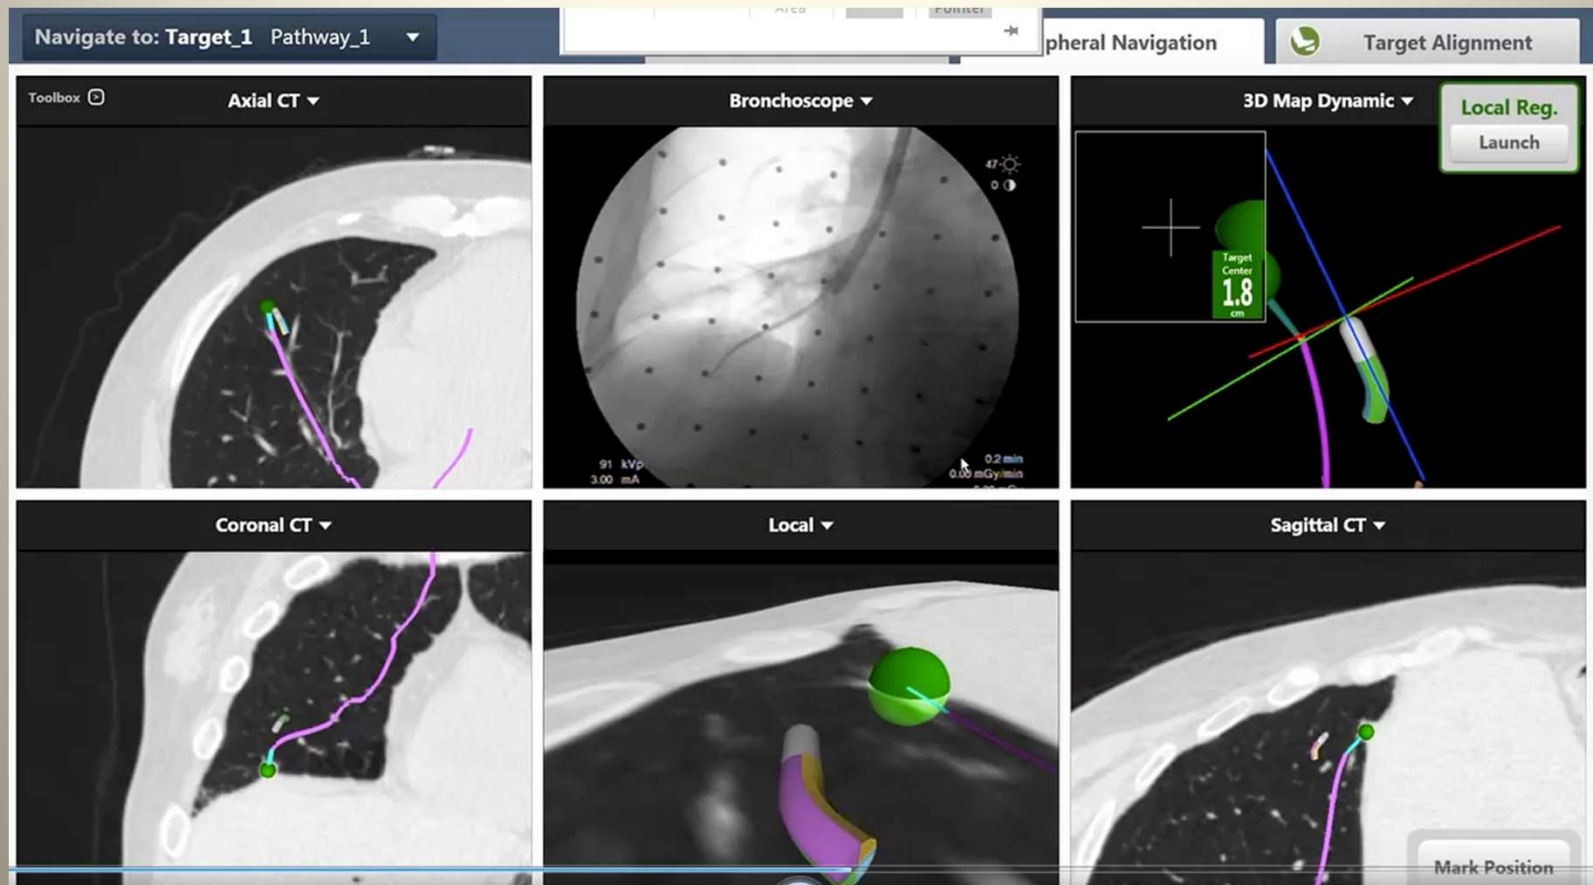 Area
Pointer
Navigate to: Target_1 Pathway_1
pheral Navigation
Target Alignment
Toolbox
Axial CT
Bronchoscope
3D Map Dynamic
Local Reg.
Launch
47
0
Target
Center
1.8
cm
91 kVp
3.00 mA
0.2 min
0.00 mGy/min
Coronal CT
Local
Sagittal CT
Mark Position